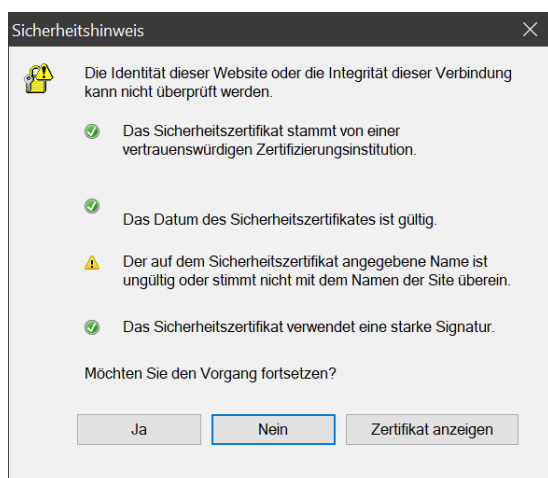 Sicherheitshinweis
Die Identität dieser Website oder die Integrität dieser Verbindung
kann nicht überprüft werden.
Das Sicherheitszertifikat stammt von einer
vertrauenswürdigen Zertifizierungsinstitution.
Das Datum des Sicherheitszertifikates ist gültig.
Der auf dem Sicherheitszertifikat angegebene Name ist
ungültig oder stimmt nicht mit dem Namen der Site überein.
Das Sicherheitszertifikat verwendet eine starke Signatur.
Möchten Sie den Vorgang fortsetzen?
Ja Nein Zertifikat anzeigen